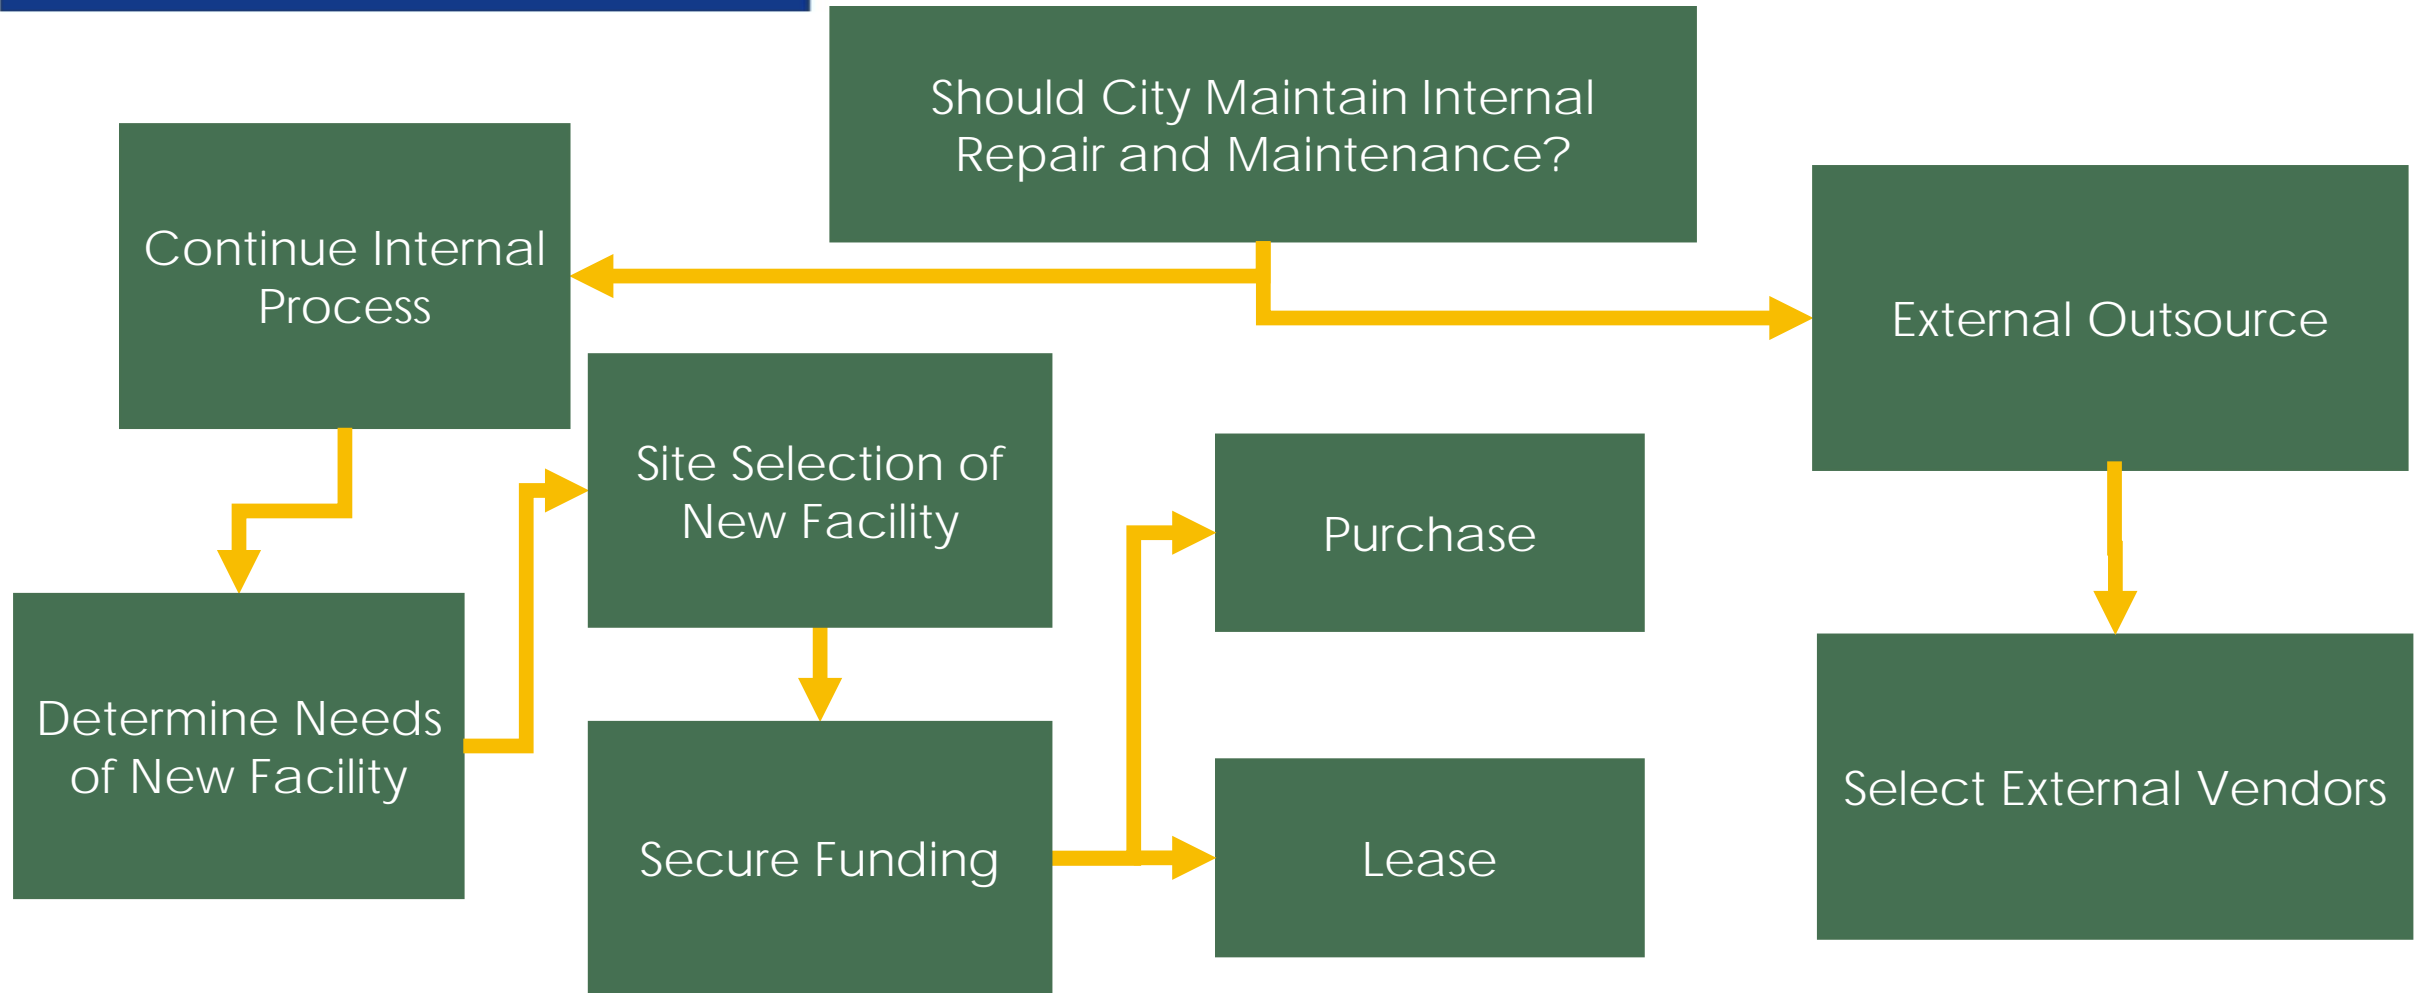 Should City Maintain Internal
Repair and Maintenance?
Continue Internal
Process
External Outsource
Site Selection of
New Facility
Purchase
Determine Needs
of New Facility
Secure Funding
Lease
Select External Vendors